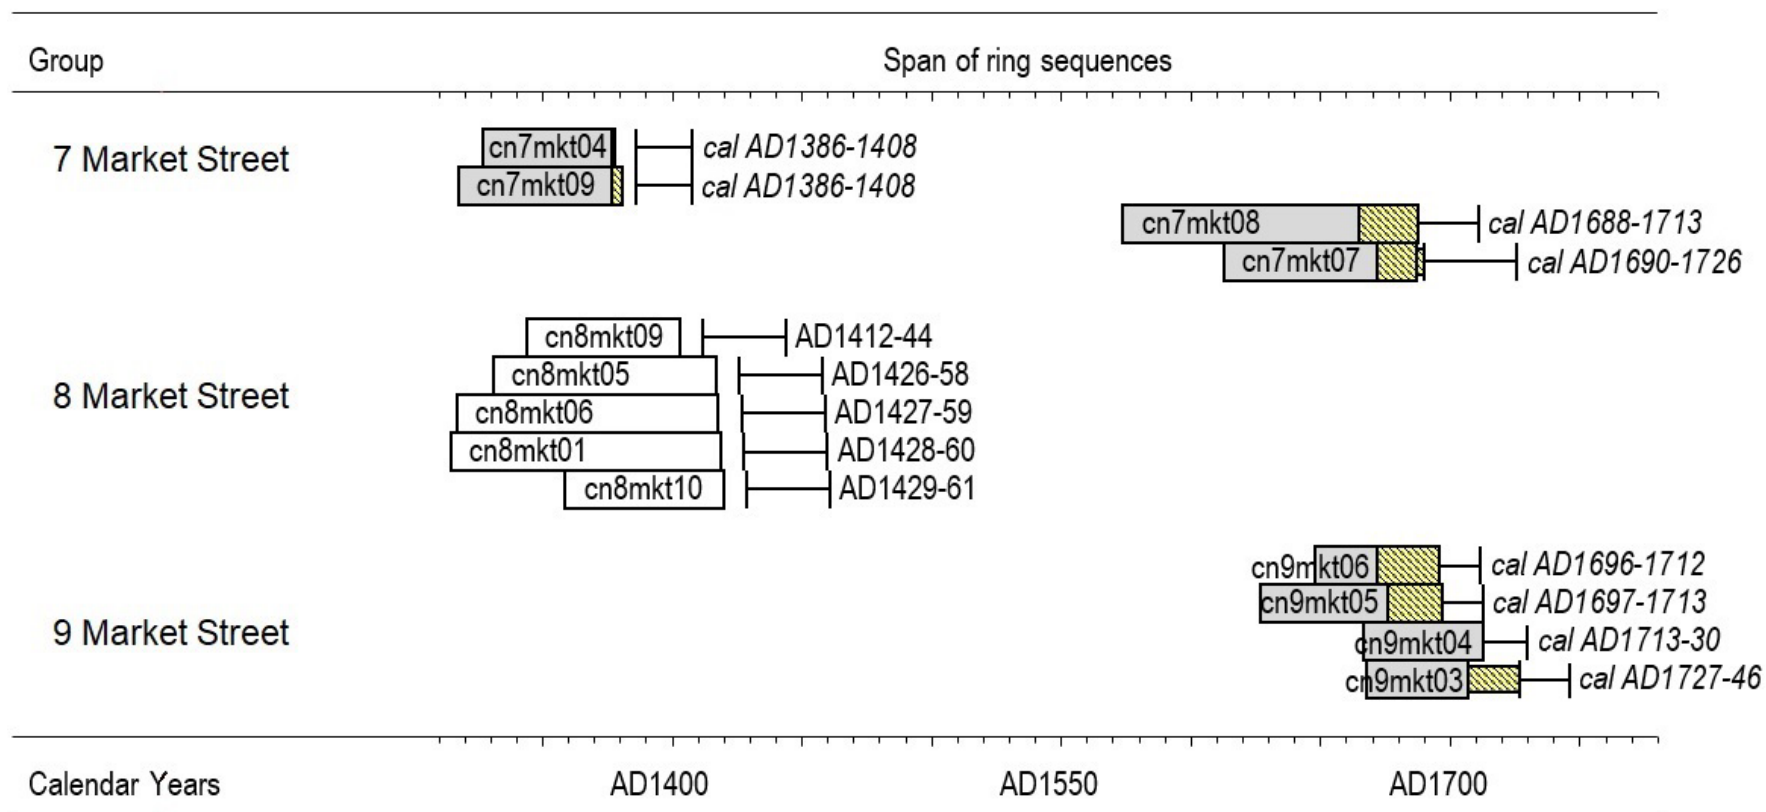 Group Span of ring sequences
7 Market Street
cn7mkt04 cal AD1386-1408
cn7mkt09 cal AD1386-1408
cn7mkt08 cal AD1688-1713
cn7mkt07 cal AD1690-1726
8 Market Street
cn8mkt09 AD1412-44
cn8mkt05 AD1426-58
cn8mkt06 AD1427-59
cn8mkt01 AD1428-60
cn8mkt10 AD1429-61
9 Market Street
cn9mkt06 cal AD1696-1712
cn9mkt05 cal AD1697-1713
cn9mkt04 cal AD1713-30
cn9mkt03 cal AD1727-46
Calendar Years AD1400 AD1550 AD1700